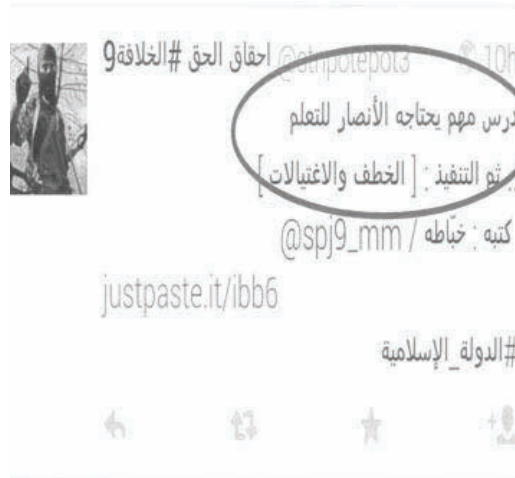 احقاق الحق #الخلافة9 10h
درس مهم يحتاجه الأنصار للتعلم
.. ثم التنفيذ : [ الخطف والاغتيالات ]
كتبه : خبّاطه / @spj9_mm
justpaste.it/ibb6
#الدولة_الإسلامية